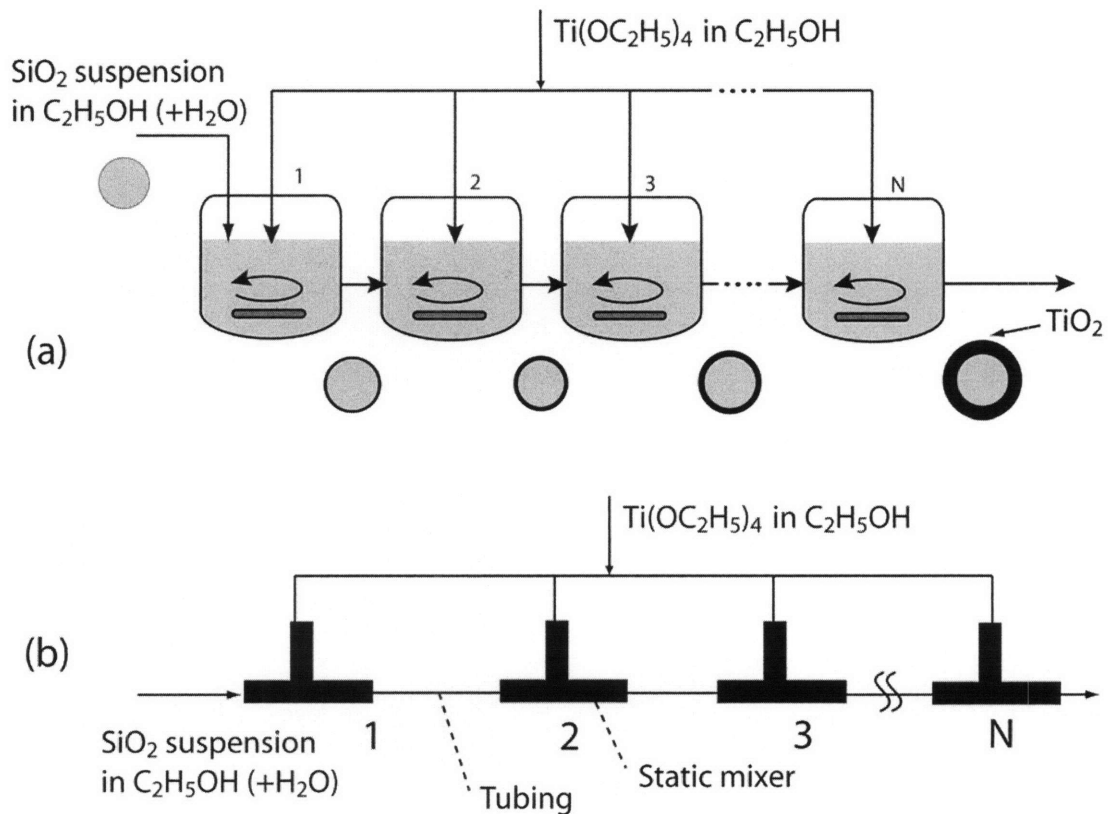 Ti(OC₂H₅)₄ in C₂H₅OH
SiO₂ suspension
in C₂H₅OH (+H₂O)
1
2
3
N
TiO₂
(a)
Ti(OC₂H₅)₄ in C₂H₅OH
(b)
1
2
3
N
SiO₂ suspension
in C₂H₅OH (+H₂O)
Static mixer
Tubing